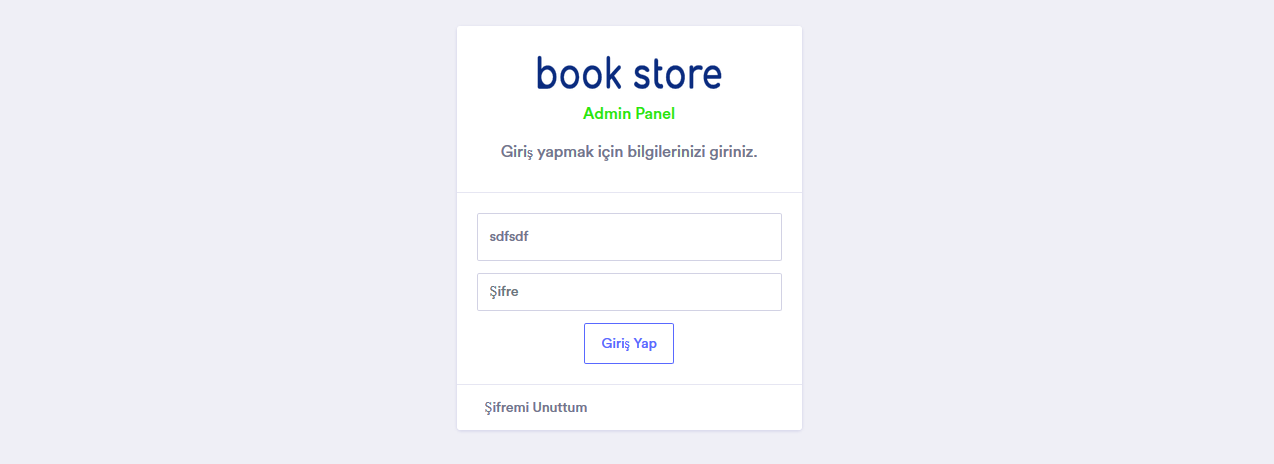 book store
Admin Panel
Giriş yapmak için bilgilerinizi giriniz.
sdfsdf
Şifre
Giriş Yap
Şifremi Unuttum